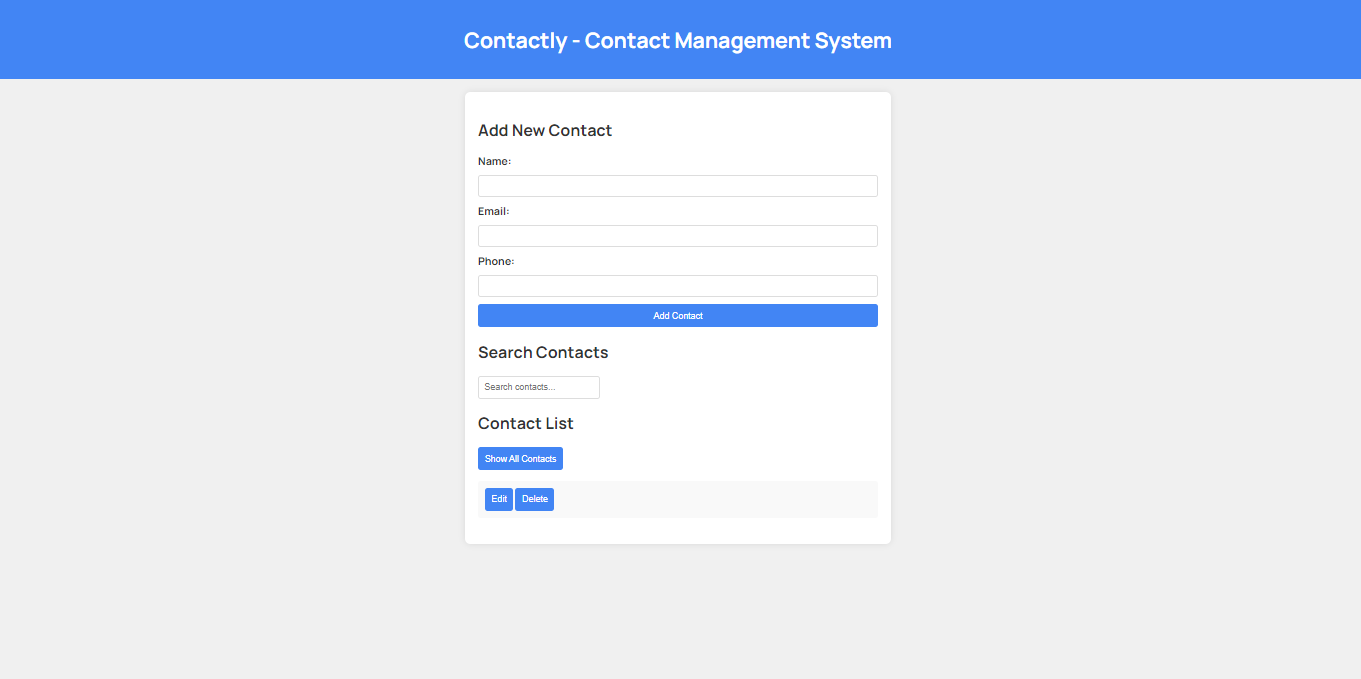 Contactly - Contact Management System
Add New Contact
Name:
Email:
Phone:
Add Contact
Search Contacts
Search contacts...
Contact List
Show All Contacts
Edit Delete